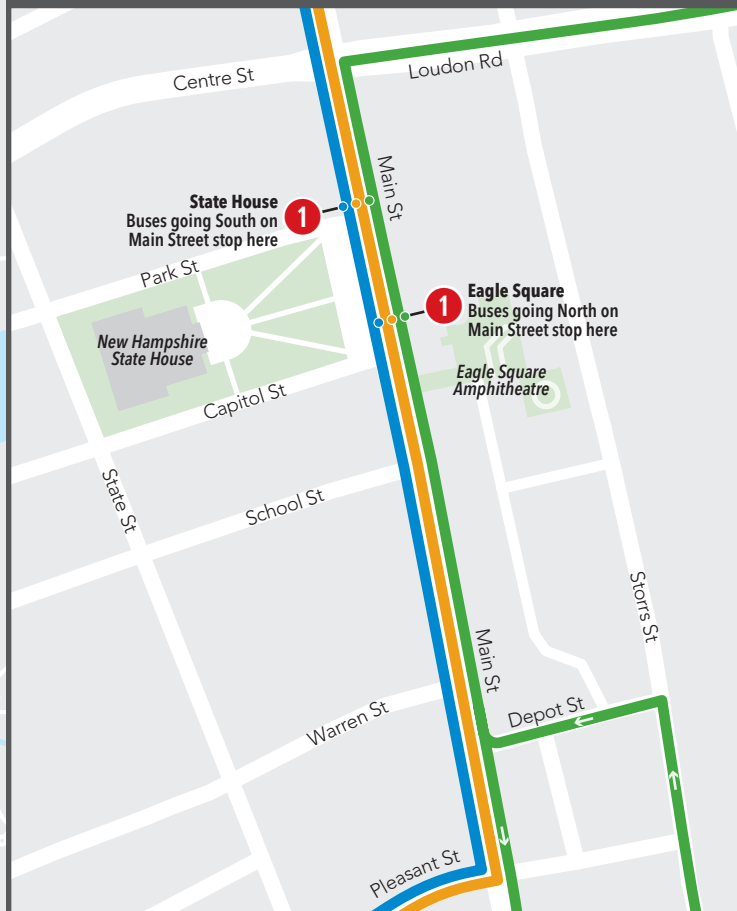 Centre St
Loudon Rd
Main St
State House
Buses going South on
Main Street stop here
1
Park St
1
Eagle Square
Buses going North on
Main Street stop here
New Hampshire
State House
Eagle Square
Amphitheatre
Capitol St
State St
School St
Storrs St
Main St
Depot St
Warren St
Pleasant St